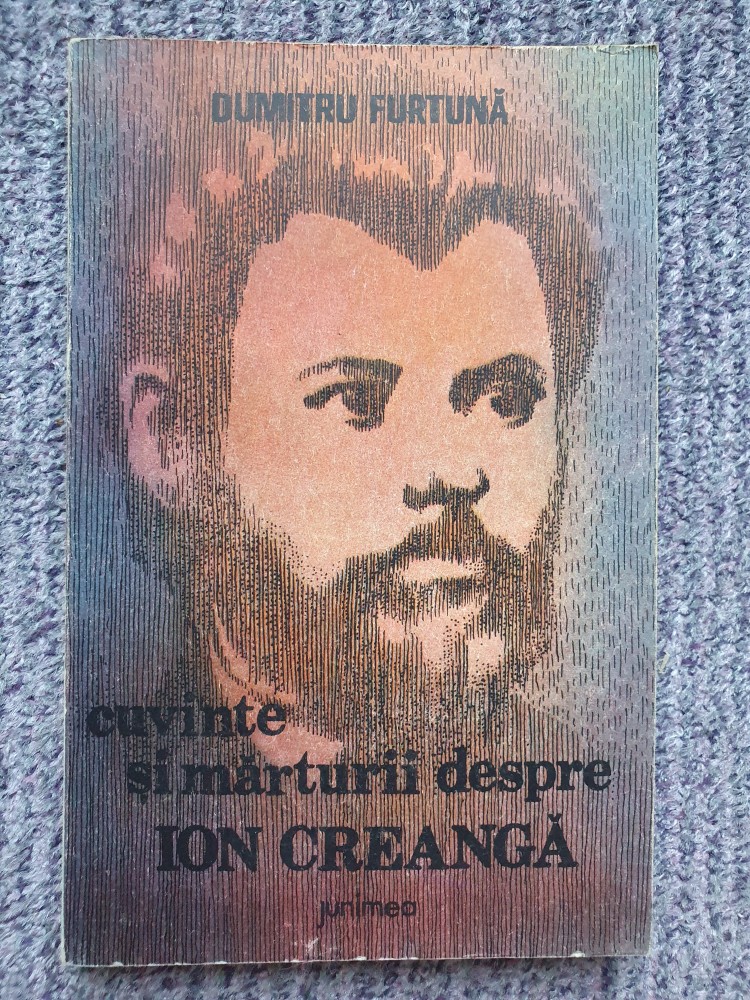 DUMITRU FURTUNĂ
cuvinte
și mărturii despre
ION CREANGĂ
junimea